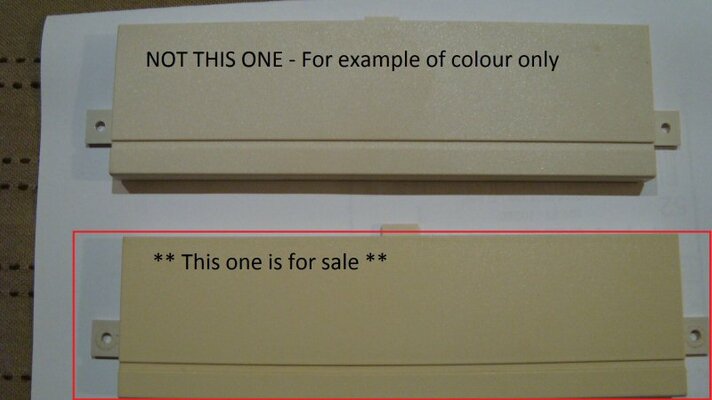 NOT THIS ONE - For example of colour only
** This one is for sale **